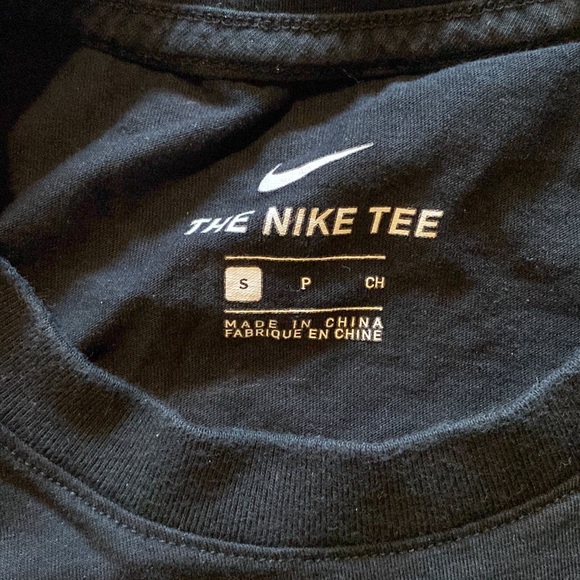 THE NIKE TEE
S P CH
MADE IN CHINA
FABRIQUE EN CHINE